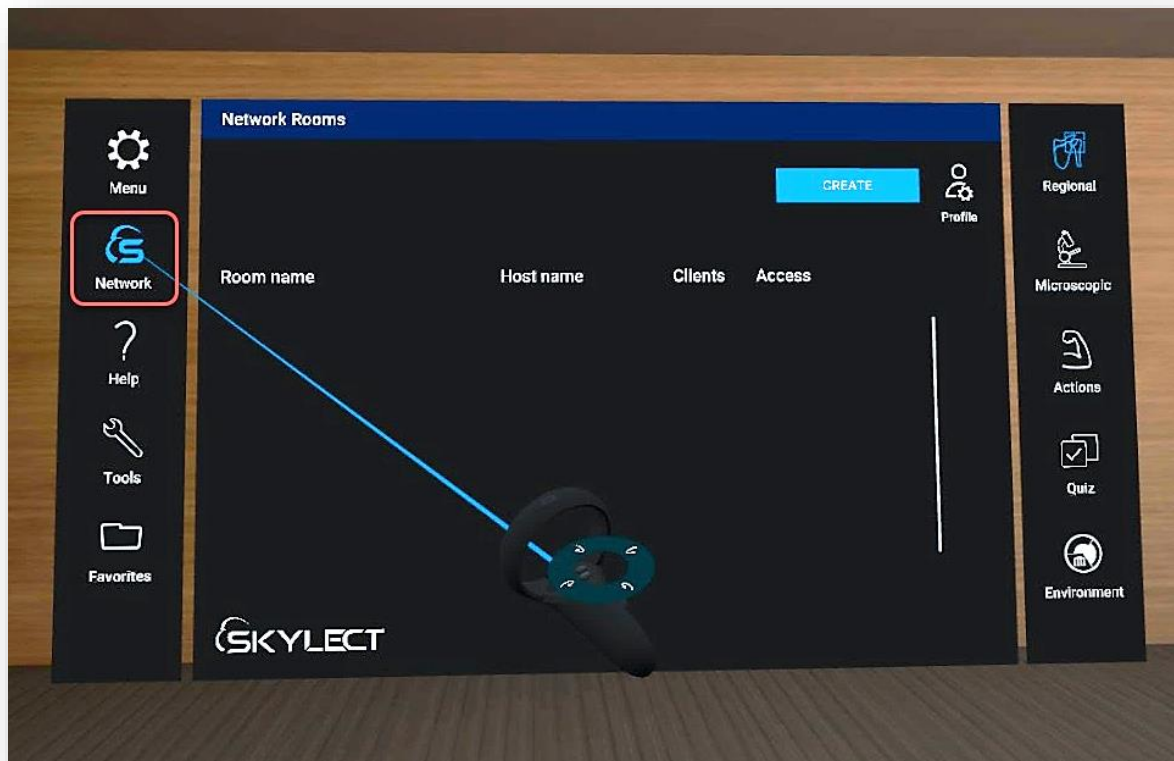 Menu
Network
Help
Tools
Favorites
Network Rooms
CREATE
Profile
Room name Host name Clients Access
SKYLECT
Regional
Microscopic
Actions
Quiz
Environment